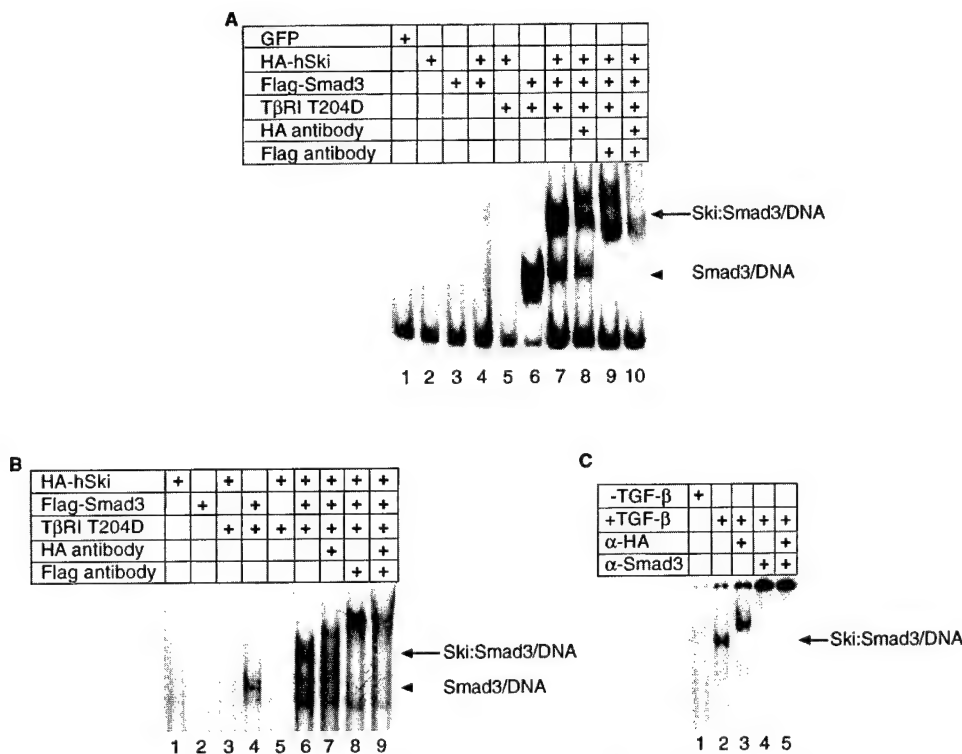 A
GFP +
HA-hSki + + + + + + +
Flag-Smad3 + + + + + + +
TβRI T204D + + + + + +
HA antibody + +
Flag antibody + +
Ski:Smad3/DNA
Smad3/DNA
1 2 3 4 5 6 7 8 9 10
B
HA-hSki + + + + + + +
Flag-Smad3 + + + + + +
TβRI T204D + + + + + + +
HA antibody + +
Flag antibody + +
Ski:Smad3/DNA
Smad3/DNA
1 2 3 4 5 6 7 8 9
C
-TGF-β +
+TGF-β + + + +
α-HA + +
α-Smad3 + +
Ski:Smad3/DNA
1 2 3 4 5